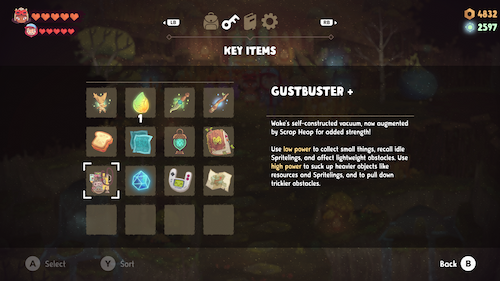 LB
RB
4832
2597
KEY ITEMS
1
GUSTBUSTER +
Wake's self-constructed vacuum, now augmented
by Scrap Heap for added strength!
Use low power to collect small things, recall idle
Spritelings, and affect lightweight obstacles. Use
high power to suck up heavier objects like
resources and Spritelings, and to pull down
trickier obstacles.
A Select
Y Sort
Back B